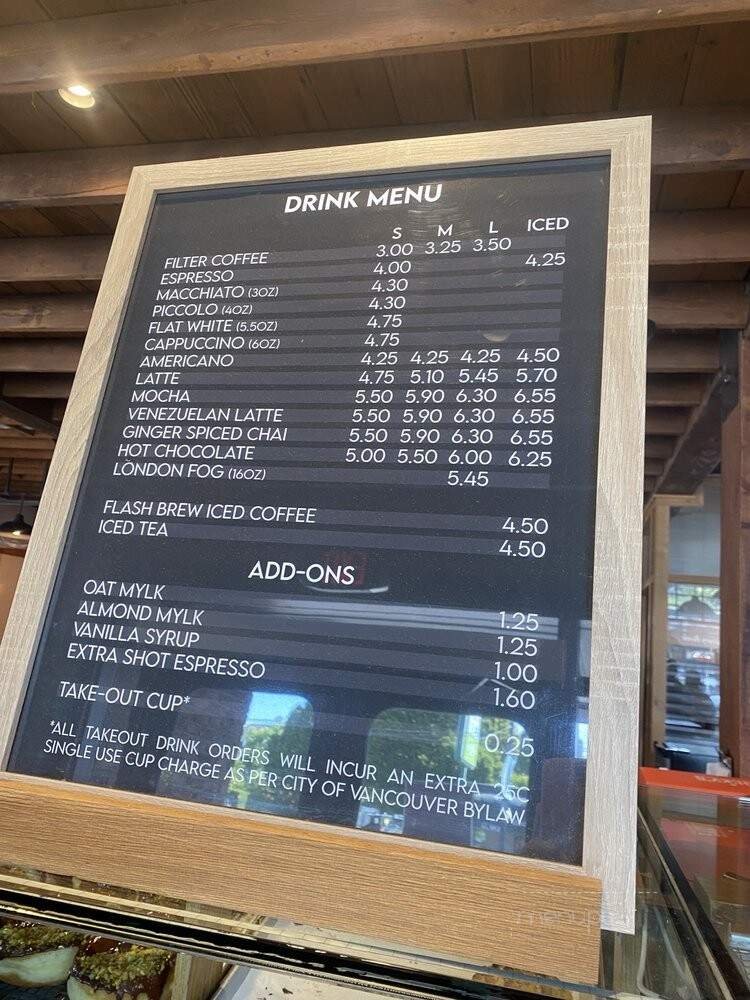 DRINK MENU
S M L ICED
FILTER COFFEE 3.00 3.25 3.50
ESPRESSO 4.00 4.25
MACCHIATO (3OZ) 4.30
PICCOLO (4OZ) 4.30
FLAT WHITE (5.5OZ) 4.75
CAPPUCCINO (6OZ) 4.75
AMERICANO 4.25 4.25 4.25 4.50
LATTE 4.75 5.10 5.45 5.70
MOCHA 5.50 5.90 6.30 6.55
VENEZUELAN LATTE 5.50 5.90 6.30 6.55
GINGER SPICED CHAI 5.50 5.90 6.30 6.55
HOT CHOCOLATE 5.00 5.50 6.00 6.25
LONDON FOG (16OZ) 5.45
FLASH BREW ICED COFFEE 4.50
ICED TEA 4.50
ADD-ONS
OAT MYLK 1.25
ALMOND MYLK 1.25
VANILLA SYRUP 1.00
EXTRA SHOT ESPRESSO 1.60
TAKE-OUT CUP* 0.25
*ALL TAKEOUT DRINK ORDERS WILL INCUR AN EXTRA 25C
SINGLE USE CUP CHARGE AS PER CITY OF VANCOUVER BYLAW